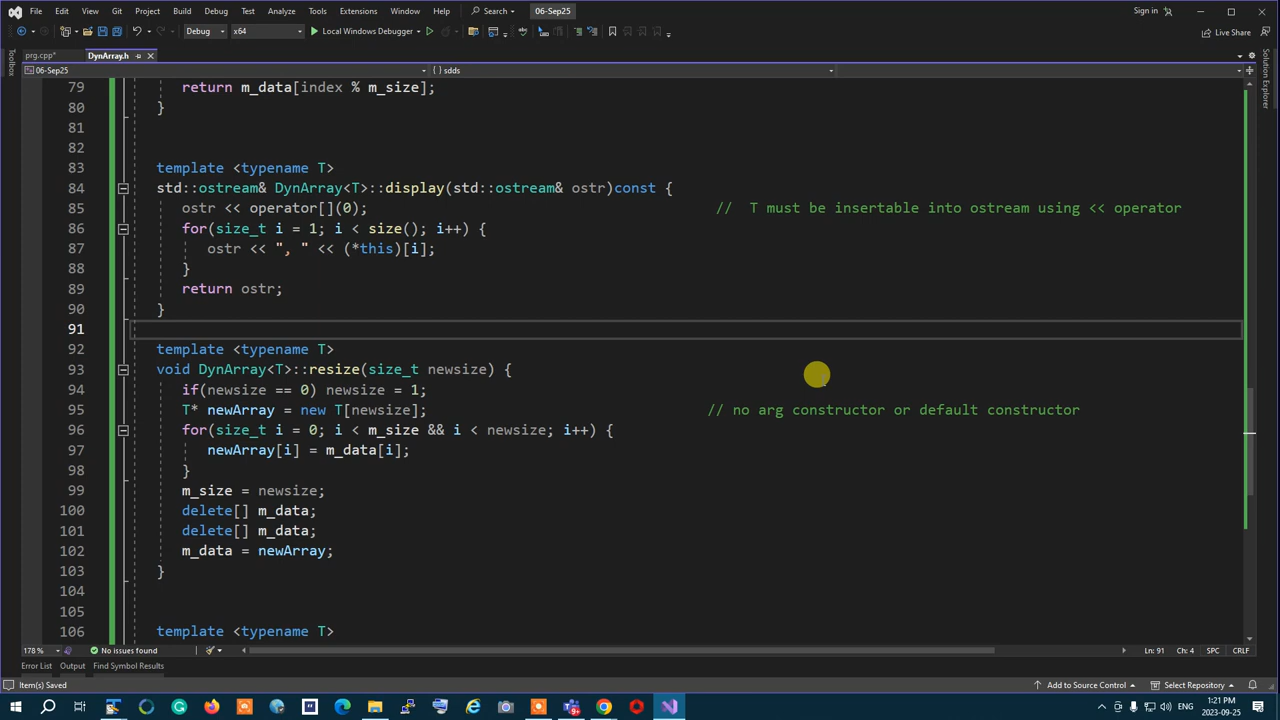 File Edit View Git Project Build Debug Test Analyze Tools Extensions Window Help Search 06-Sep25 Sign in
Debug x64 Local Windows Debugger Live Share
prg.cpp* DynArray.h
06-Sep25 { } sdds
Toolbox
Solution Explorer
79 return m_data[index % m_size];
80 }
81
82
83 template <typename T>
84 std::ostream& DynArray<T>::display(std::ostream& ostr)const {
85 ostr << operator[](0); // T must be insertable into ostream using << operator
86 for(size_t i = 1; i < size(); i++) {
87 ostr << ", " << (*this)[i];
88 }
89 return ostr;
90 }
91
92 template <typename T>
93 void DynArray<T>::resize(size_t newsize) {
94 if(newsize == 0) newsize = 1;
95 T* newArray = new T[newsize]; // no arg constructor or default constructor
96 for(size_t i = 0; i < m_size && i < newsize; i++) {
97 newArray[i] = m_data[i];
98 }
99 m_size = newsize;
100 delete[] m_data;
101 delete[] m_data;
102 m_data = newArray;
103 }
104
105
106 template <typename T>
178 % No issues found Ln: 91 Ch: 4 SPC CRLF
Error List Output Find Symbol Results
Item(s) Saved Add to Source Control Select Repository
ENG 1:21 PM
2023-09-25